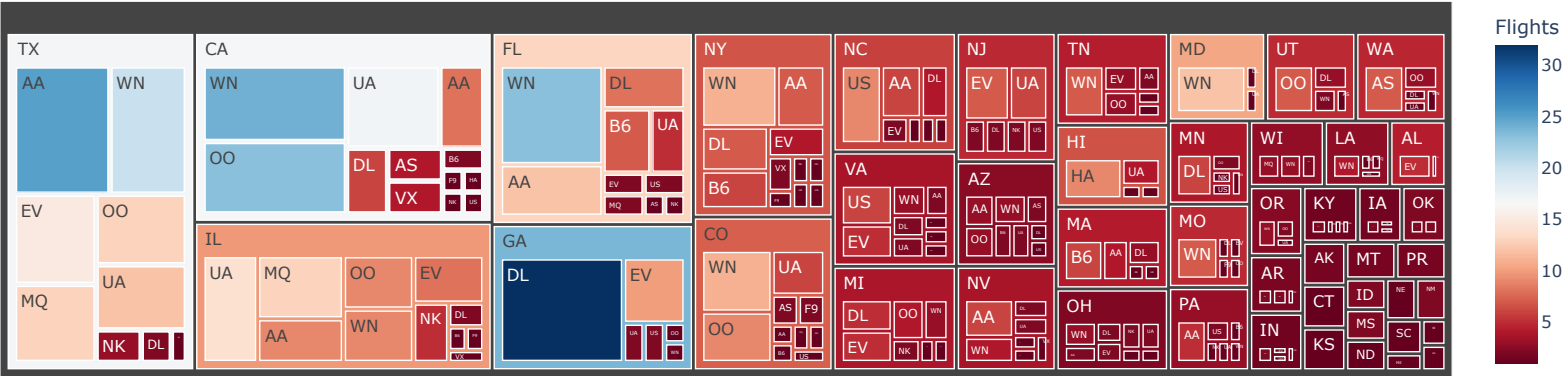 TX
AA
WN
EV
OO
MQ
UA
NK
DL
CA
WN
UA
AA
OO
DL
AS
VX
B6
F9
HA
NK
US
IL
UA
MQ
OO
EV
AA
WN
NK
DL
VX
FL
WN
DL
B6
UA
AA
EV
US
MQ
AS
NK
GA
DL
EV
UA
US
OO
WN
NY
WN
AA
DL
EV
B6
VX
F9
CO
WN
UA
OO
AS
F9
AA
B6
US
NC
US
AA
DL
EV
VA
US
WN
AA
DL
EV
UA
MI
DL
OO
WN
EV
NK
NJ
EV
UA
B6
DL
NK
US
AZ
AA
WN
AS
OO
NV
AA
DL
UA
WN
TN
WN
EV
AA
OO
HI
HA
UA
MA
B6
AA
DL
OH
WN
DL
NK
UA
EV
MD
WN
MN
DL
NK
US
MO
WN
PA
AA
US
UT
OO
DL
WN
WA
AS
OO
DL
UA
WI
MQ
WN
LA
WN
AL
EV
OR
KY
IA
OK
AR
IN
AK
MT
PR
CT
ID
NE
NM
MS
SC
KS
ND
Flights
30
25
20
15
10
5